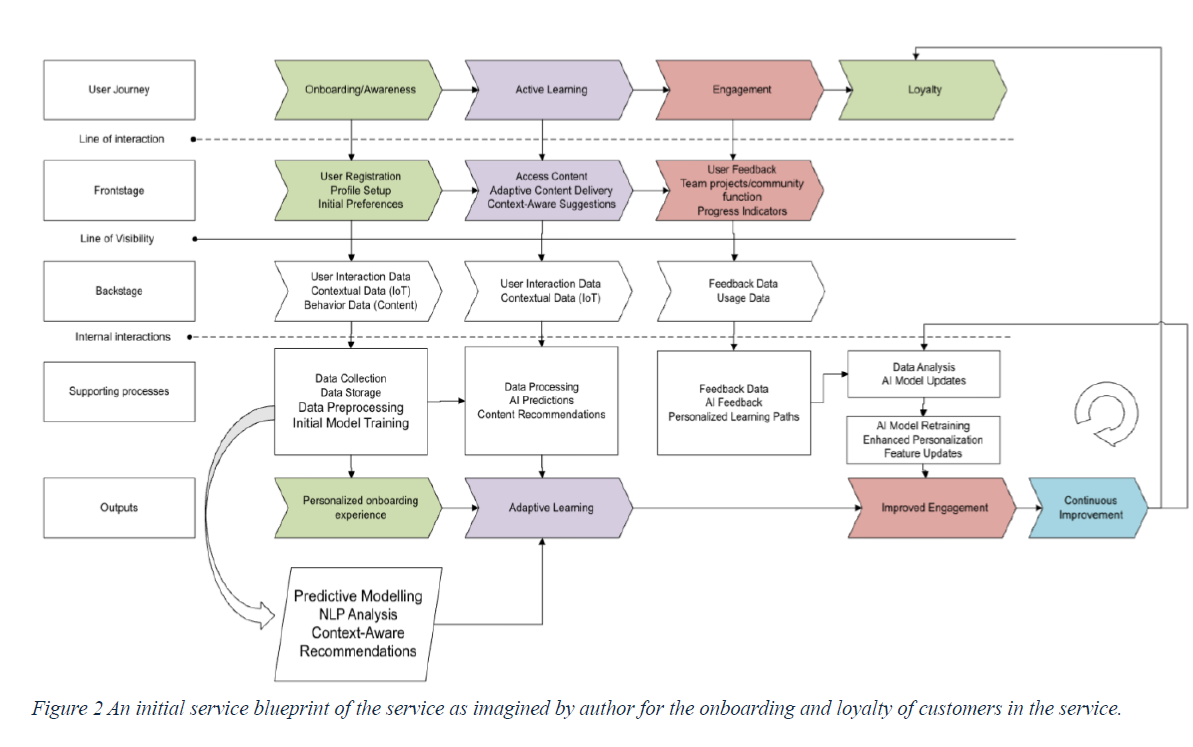 User Journey
Onboarding/Awareness
Active Learning
Engagement
Loyalty
Line of interaction
Frontstage
User Registration
Profile Setup
Initial Preferences
Access Content
Adaptive Content Delivery
Context-Aware Suggestions
User Feedback
Team projects/community
function
Progress Indicators
Line of Visibility
Backstage
User Interaction Data
Contextual Data (IoT)
Behavior Data (Content)
User Interaction Data
Contextual Data (IoT)
Feedback Data
Usage Data
Internal interactions
Supporting processes
Data Collection
Data Storage
Data Preprocessing
Initial Model Training
Data Processing
AI Predictions
Content Recommendations
Feedback Data
AI Feedback
Personalized Learning Paths
Data Analysis
AI Model Updates
AI Model Retraining
Enhanced Personalization
Feature Updates
Outputs
Personalized onboarding
experience
Adaptive Learning
Improved Engagement
Continuous
Improvement
Predictive Modelling
NLP Analysis
Context-Aware
Recommendations
Figure 2 An initial service blueprint of the service as imagined by author for the onboarding and loyalty of customers in the service.